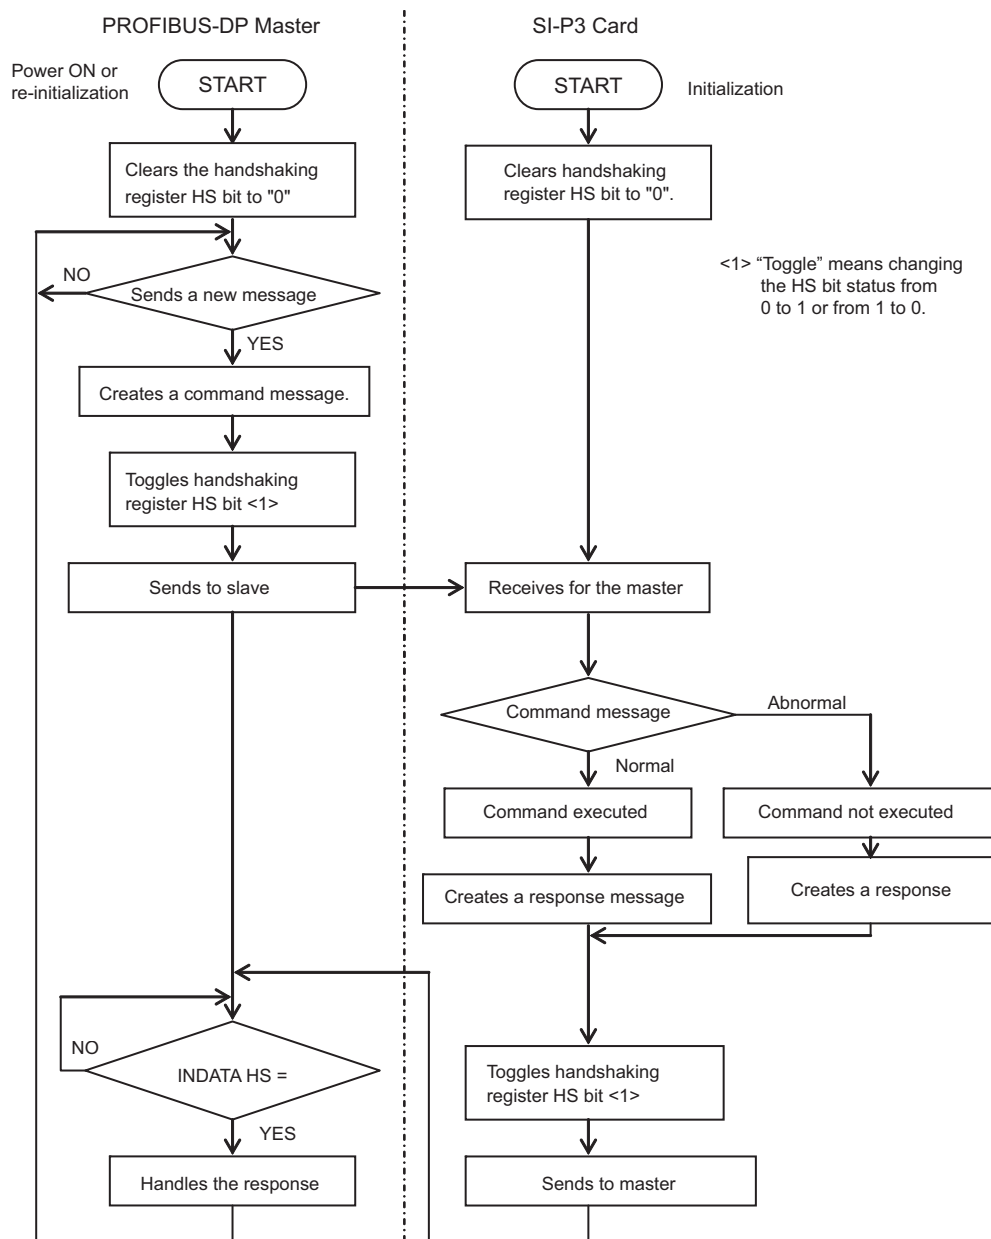 PROFIBUS-DP Master
SI-P3 Card
Power ON or
re-initialization
START
START
Initialization
Clears the handshaking
register HS bit to "0"
Clears handshaking
register HS bit to "0".
<1> “Toggle” means changing
the HS bit status from
0 to 1 or from 1 to 0.
NO
Sends a new message
YES
Creates a command message.
Toggles handshaking
register HS bit <1>
Sends to slave
Receives for the master
Command message
Abnormal
Normal
Command executed
Command not executed
Creates a response message
Creates a response
NO
INDATA HS =
YES
Toggles handshaking
register HS bit <1>
Handles the response
Sends to master